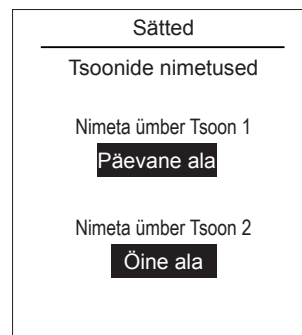 Sätted
Tsoonide nimetused
Nimeta ümber Tsoon 1
Päevane ala
Nimeta ümber Tsoon 2
Öine ala